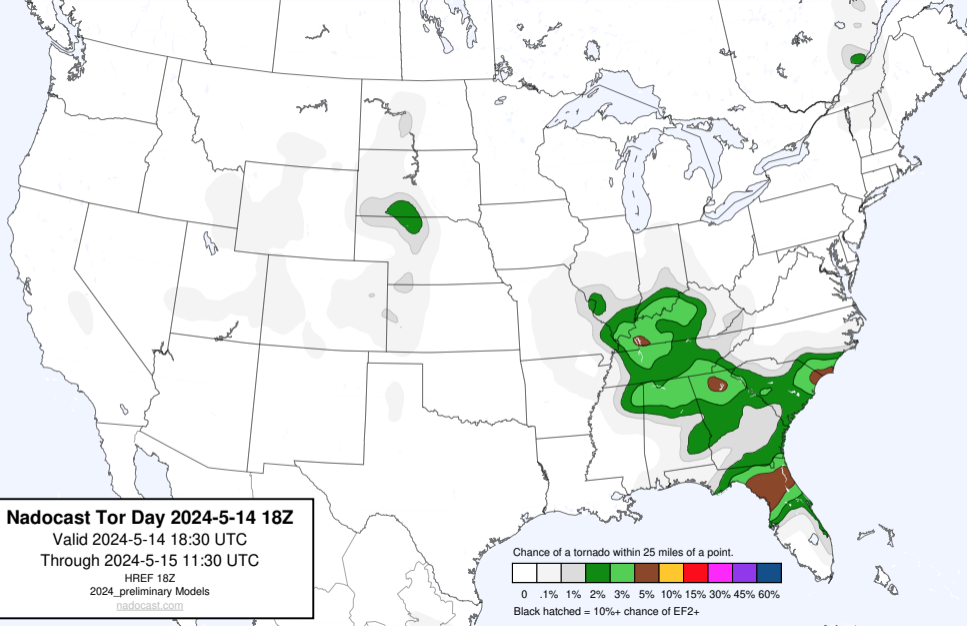 Nadocast Tor Day 2024-5-14 18Z
Valid 2024-5-14 18:30 UTC
Through 2024-5-15 11:30 UTC
HREF 18Z
2024_preliminary Models
nadocast.com
Chance of a tornado within 25 miles of a point.
0 .1% 1% 2% 3% 5% 10% 15% 30% 45% 60%
Black hatched = 10%+ chance of EF2+